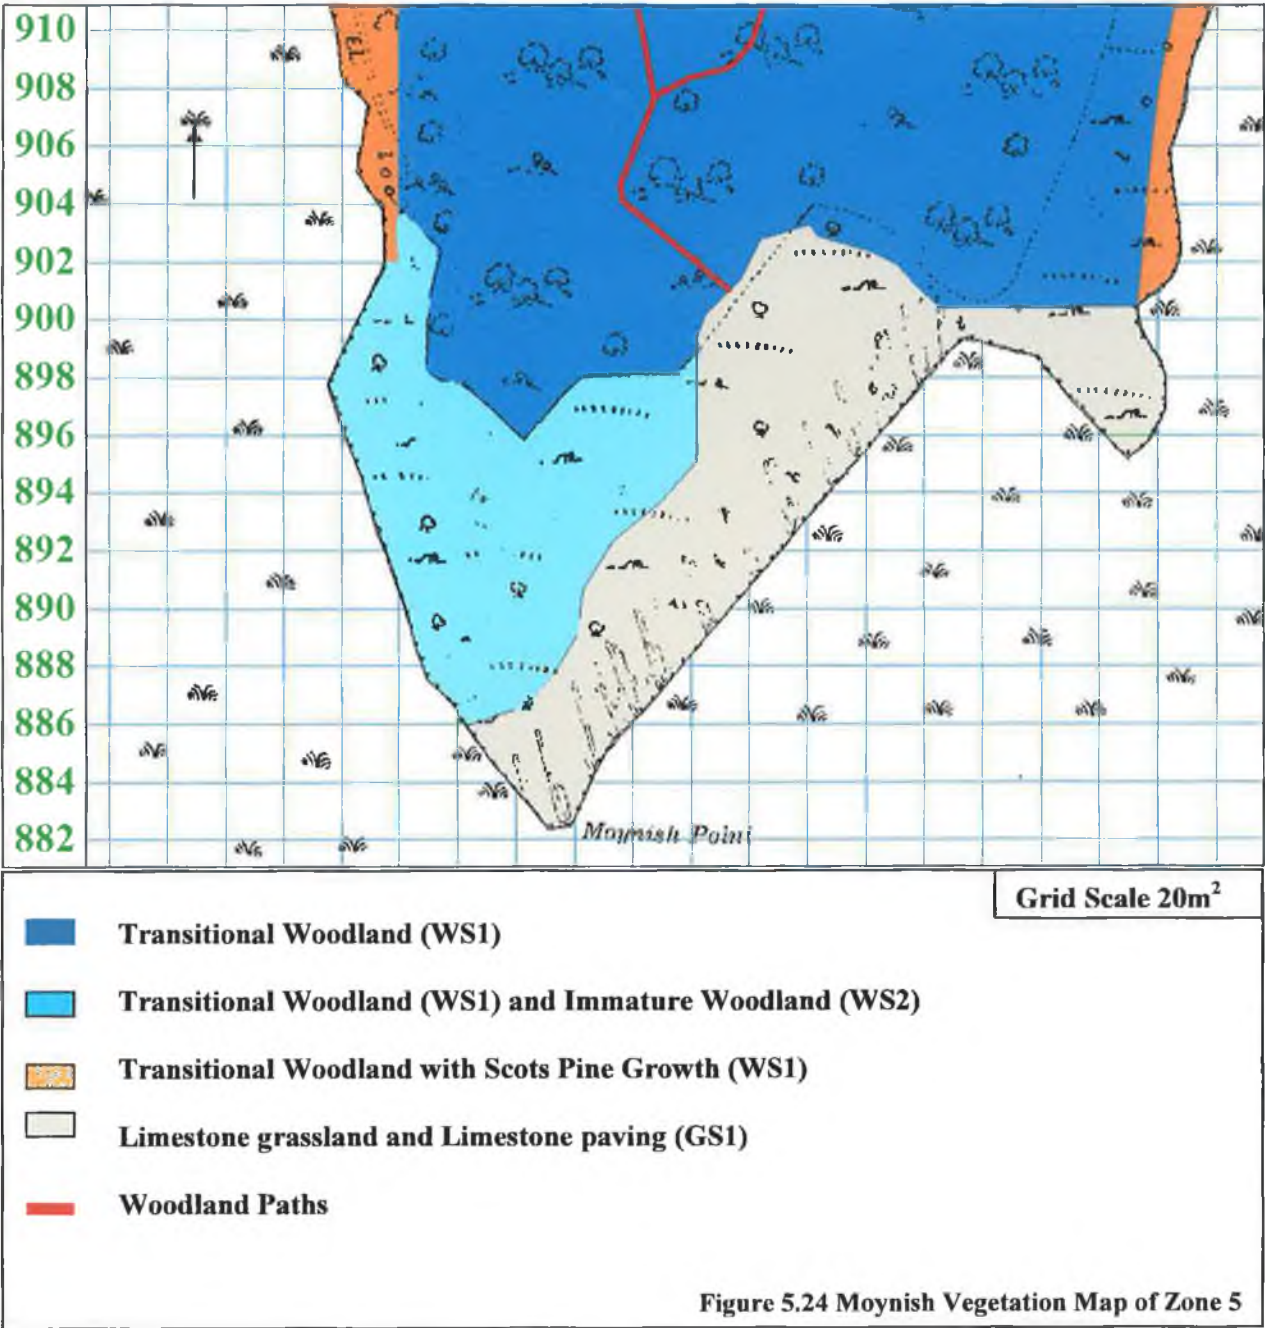 910
908
906
904
902
900
898
896
894
892
890
888
886
884
882
Moynish Point
Grid Scale 20m²
Transitional Woodland (WS1)
Transitional Woodland (WS1) and Immature Woodland (WS2)
Transitional Woodland with Scots Pine Growth (WS1)
Limestone grassland and Limestone paving (GS1)
Woodland Paths
Figure 5.24 Moynish Vegetation Map of Zone 5